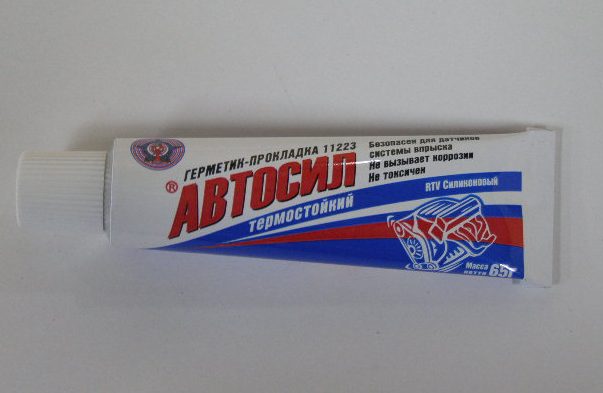 ГЕРМЕТИК-ПРОКЛАДКА 11223
®АВТОСИЛ
термостойкий
Безопасен для датчиков
системы впрыска
Не вызывает коррозии
Не токсичен
RTV Силиконовый
Масса
нетто 65г